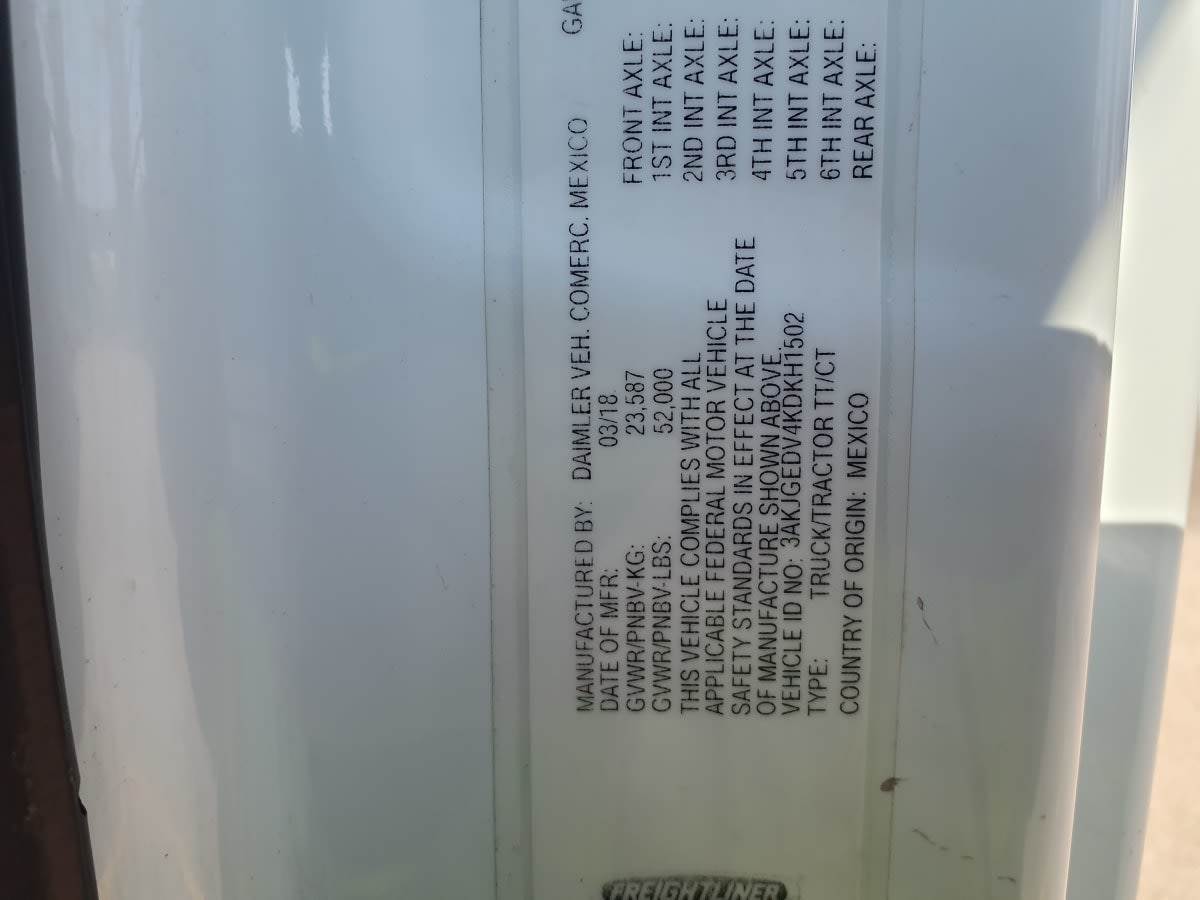 FREIGHTLINER
MANUFACTURED BY: DAIMLER VEH. COMERC. MEXICO
DATE OF MFR: 03/18
GVWR/PNBV-KG: 23,587
GVWR/PNBV-LBS: 52,000
THIS VEHICLE COMPLIES WITH ALL
APPLICABLE FEDERAL MOTOR VEHICLE
SAFETY STANDARDS IN EFFECT AT THE DATE
OF MANUFACTURE SHOWN ABOVE.
VEHICLE ID NO: 3AKJGEDV4KDKH1502
TYPE: TRUCK/TRACTOR TT/CT
COUNTRY OF ORIGIN: MEXICO
FRONT AXLE:
1ST INT AXLE:
2ND INT AXLE:
3RD INT AXLE:
4TH INT AXLE:
5TH INT AXLE:
6TH INT AXLE:
REAR AXLE: